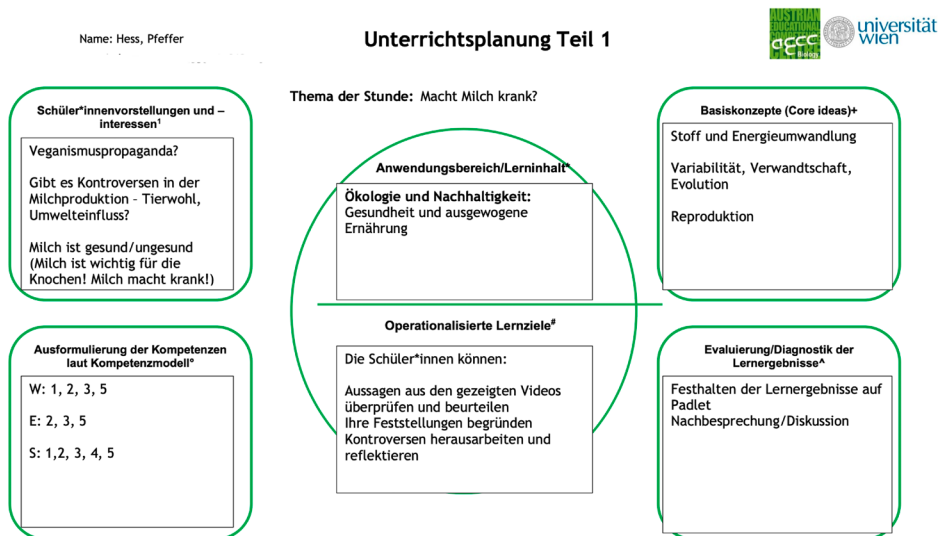 Name: Hess, Pfeffer
Unterrichtsplanung Teil 1
AUSTRIAN
EDUCATIONAL
COMPETENCE
aecc
Biology
universität
wien
Thema der Stunde: Macht Milch krank?
Schüler*innenvorstellungen und –
interessen¹
Veganismuspropaganda?
Gibt es Kontroversen in der
Milchproduktion – Tierwohl,
Umwelteinfluss?
Milch ist gesund/ungesund
(Milch ist wichtig für die
Knochen! Milch macht krank!)
Anwendungsbereich/Lerninhalt*
Ökologie und Nachhaltigkeit:
Gesundheit und ausgewogene
Ernährung
Basiskonzepte (Core ideas)+
Stoff und Energieumwandlung
Variabilität, Verwandtschaft,
Evolution
Reproduktion
Ausformulierung der Kompetenzen
laut Kompetenzmodell°
W: 1, 2, 3, 5
E: 2, 3, 5
S: 1,2, 3, 4, 5
Operationalisierte Lernziele#
Die Schüler*innen können:
Aussagen aus den gezeigten Videos
überprüfen und beurteilen
Ihre Feststellungen begründen
Kontroversen herausarbeiten und
reflektieren
Evaluierung/Diagnostik der
Lernergebnisse^
Festhalten der Lernergebnisse auf
Padlet
Nachbesprechung/Diskussion